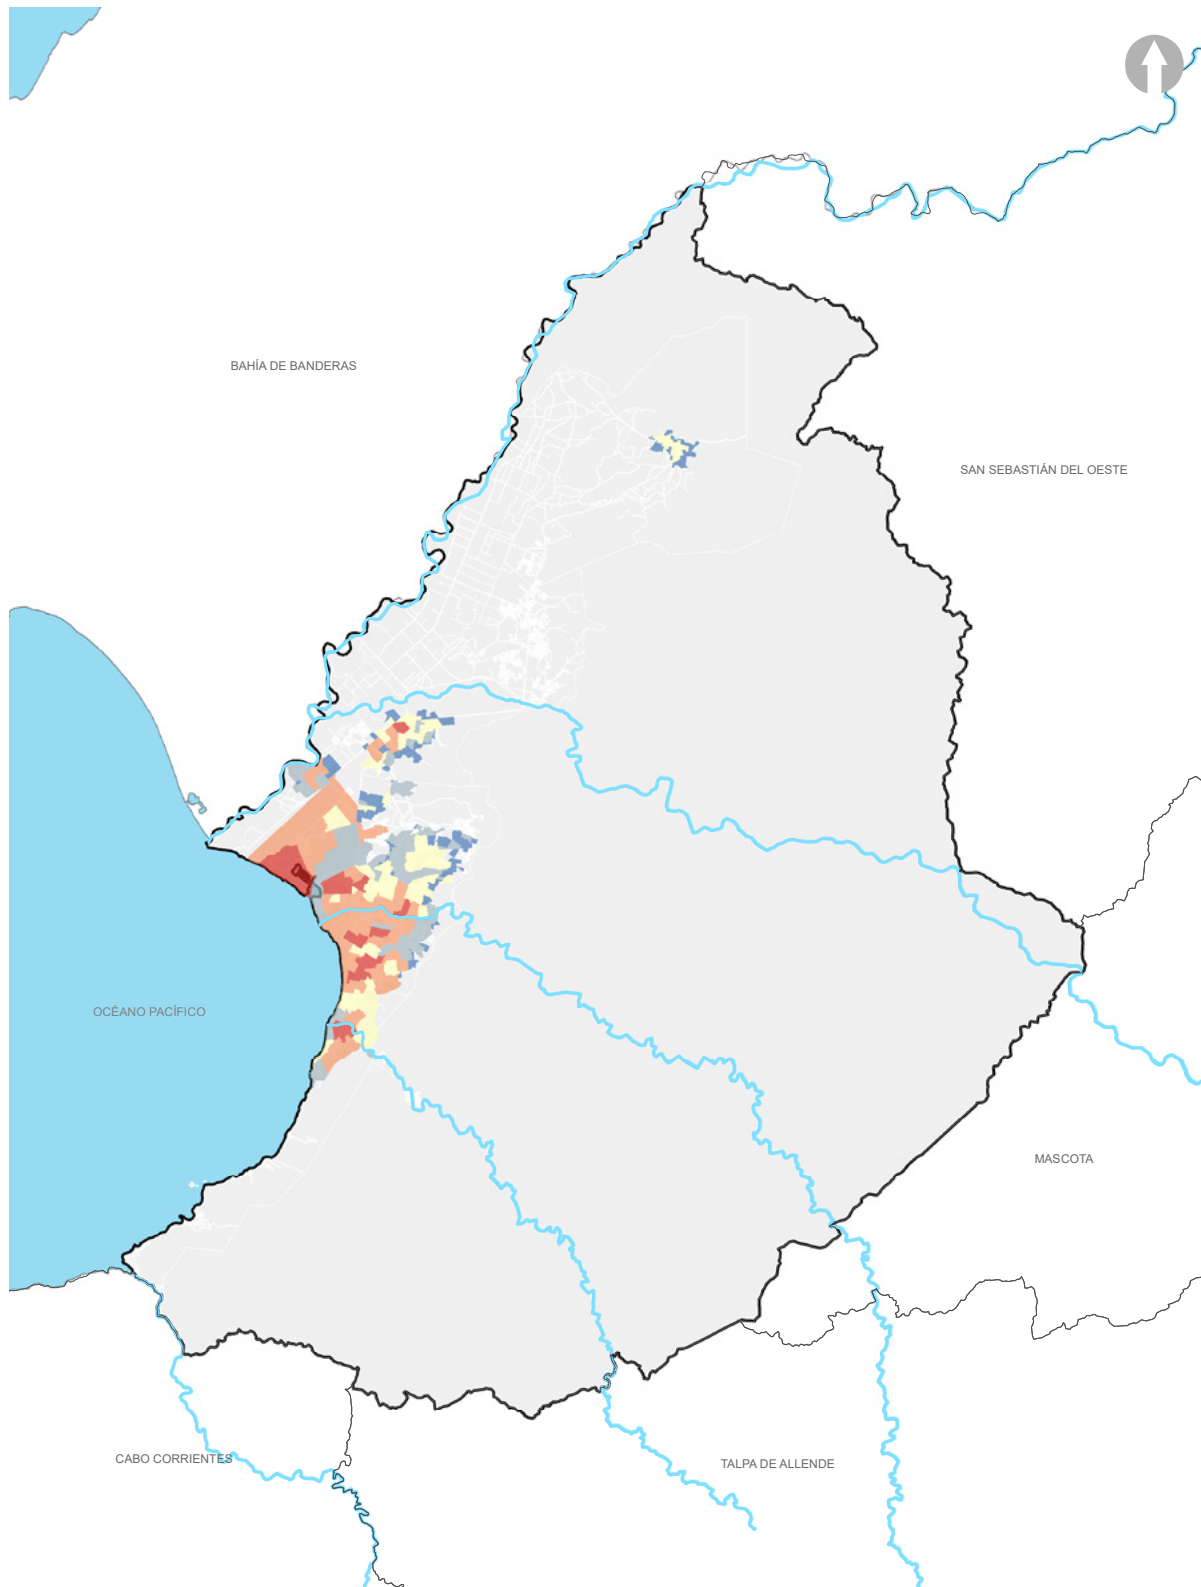 BAHÍA DE BANDERAS
SAN SEBASTIÁN DEL OESTE
OCÉANO PACÍFICO
MASCOTA
CABO CORRIENTES
TALPA DE ALLENDE